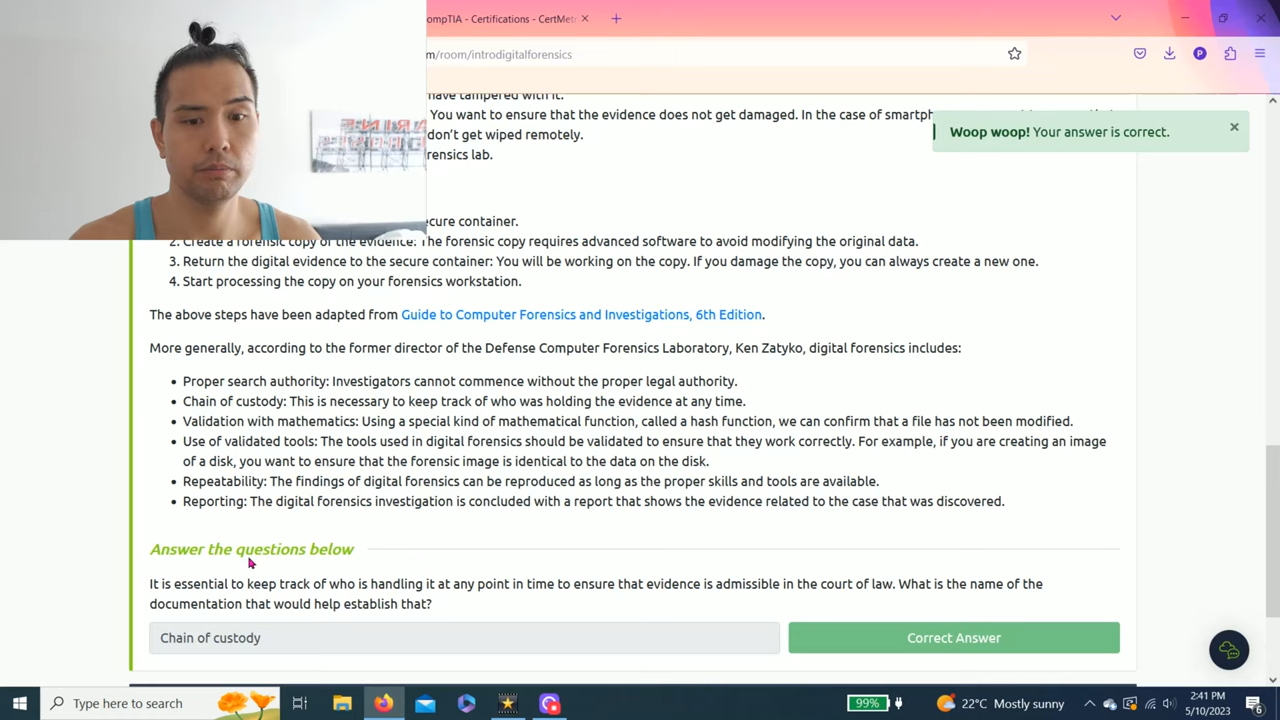 ompTIA - Certifications - CertMetr
m/room/introdigitalforensics
have tampered with it.
You want to ensure that the evidence does not get damaged. In the case of smartph
don't get wiped remotely.
rensics lab.
Woop woop! Your answer is correct.
ecure container.
2. Create a forensic copy of the evidence: The forensic copy requires advanced software to avoid modifying the original data.
3. Return the digital evidence to the secure container: You will be working on the copy. If you damage the copy, you can always create a new one.
4. Start processing the copy on your forensics workstation.
The above steps have been adapted from Guide to Computer Forensics and Investigations, 6th Edition.
More generally, according to the former director of the Defense Computer Forensics Laboratory, Ken Zatyko, digital forensics includes:
• Proper search authority: Investigators cannot commence without the proper legal authority.
• Chain of custody: This is necessary to keep track of who was holding the evidence at any time.
• Validation with mathematics: Using a special kind of mathematical function, called a hash function, we can confirm that a file has not been modified.
• Use of validated tools: The tools used in digital forensics should be validated to ensure that they work correctly. For example, if you are creating an image
of a disk, you want to ensure that the forensic image is identical to the data on the disk.
• Repeatability: The findings of digital forensics can be reproduced as long as the proper skills and tools are available.
• Reporting: The digital forensics investigation is concluded with a report that shows the evidence related to the case that was discovered.
Answer the questions below
It is essential to keep track of who is handling it at any point in time to ensure that evidence is admissible in the court of law. What is the name of the
documentation that would help establish that?
Chain of custody
Correct Answer
Type here to search
99%
22°C Mostly sunny
2:41 PM
5/10/2023
6